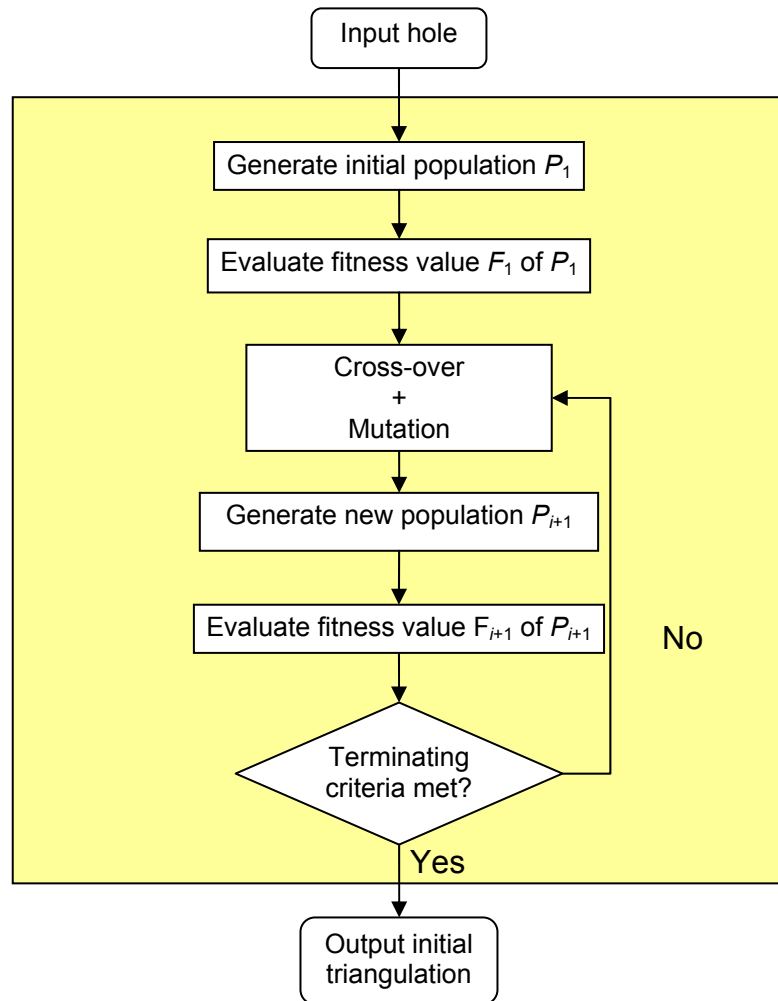 Input hole
Generate initial population P₁
Evaluate fitness value F₁ of P₁
Cross-over
+
Mutation
Generate new population Pᵢ₊₁
Evaluate fitness value Fᵢ₊₁ of Pᵢ₊₁
No
Terminating
criteria met?
Yes
Output initial
triangulation